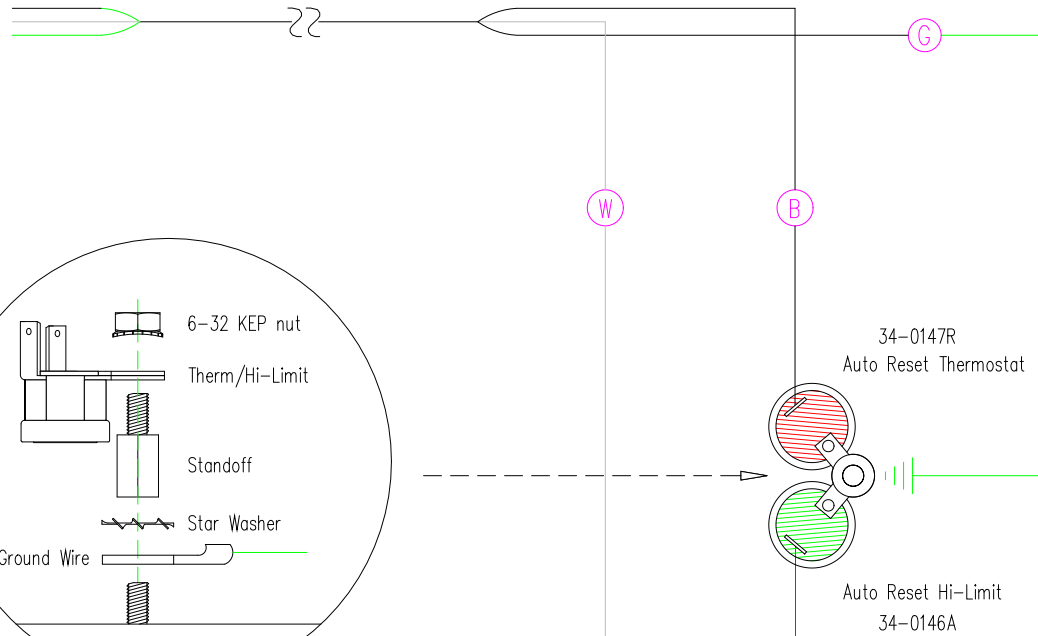 G
W
B
6-32 KEP nut
Therm/Hi-Limit
Standoff
Star Washer
Ground Wire
34-0147R
Auto Reset Thermostat
Auto Reset Hi-Limit
34-0146A